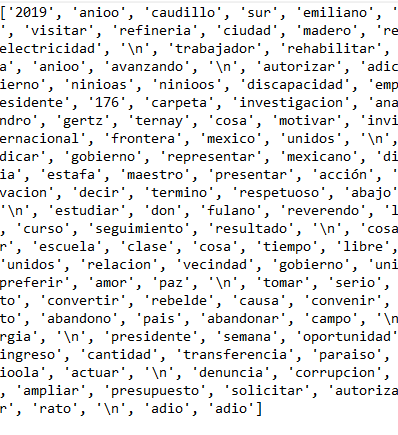 ['2019', 'anioo', 'caudillo', 'sur', 'emiliano', '
', 'visitar', 'refineria', 'ciudad', 'madero', 're
electricidad', '\n', 'trabajador', 'rehabilitar',
a', 'anioo', 'avanzando', '\n', 'autorizar', 'adic
ierno', 'ninioas', 'ninioos', 'discapacidad', 'emp
esidente', '176', 'carpeta', 'investigacion', 'ana
ndro', 'gertz', 'ternay', 'cosa', 'motivar', 'invi
ernacional', 'frontera', 'mexico', 'unidos', '\n',
dicar', 'gobierno', 'representar', 'mexicano', 'di
ia', 'estafa', 'maestro', 'presentar', 'acción', '
vacion', 'decir', 'termino', 'respetuoso', 'abajo'
'\n', 'estudiar', 'don', 'fulano', 'reverendo', 'l
, 'curso', 'seguimiento', 'resultado', '\n', 'cosa
r', 'escuela', 'clase', 'cosa', 'tiempo', 'libre',
'unidos', 'relacion', 'vecindad', 'gobierno', 'uni
preferir', 'amor', 'paz', '\n', 'tomar', 'serio',
to', 'convertir', 'rebelde', 'causa', 'convenir',
to', 'abandono', 'pais', 'abandonar', 'campo', '\n
rgia', '\n', 'presidente', 'semana', 'oportunidad'
ingreso', 'cantidad', 'transferencia', 'paraiso',
ioola', 'actuar', '\n', 'denuncia', 'corrupcion',
, 'ampliar', 'presupuesto', 'solicitar', 'autoriza
r', 'rato', '\n', 'adio', 'adio']